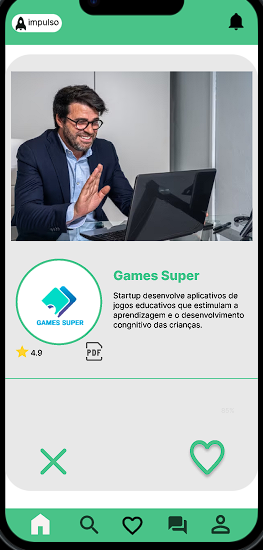 impulso
Games Super
Startup desenvolve aplicativos de
jogos educativos que estimulam a
aprendizagem e o desenvolvimento
congnitivo das crianças.
GAMES SUPER
4.9
PDF